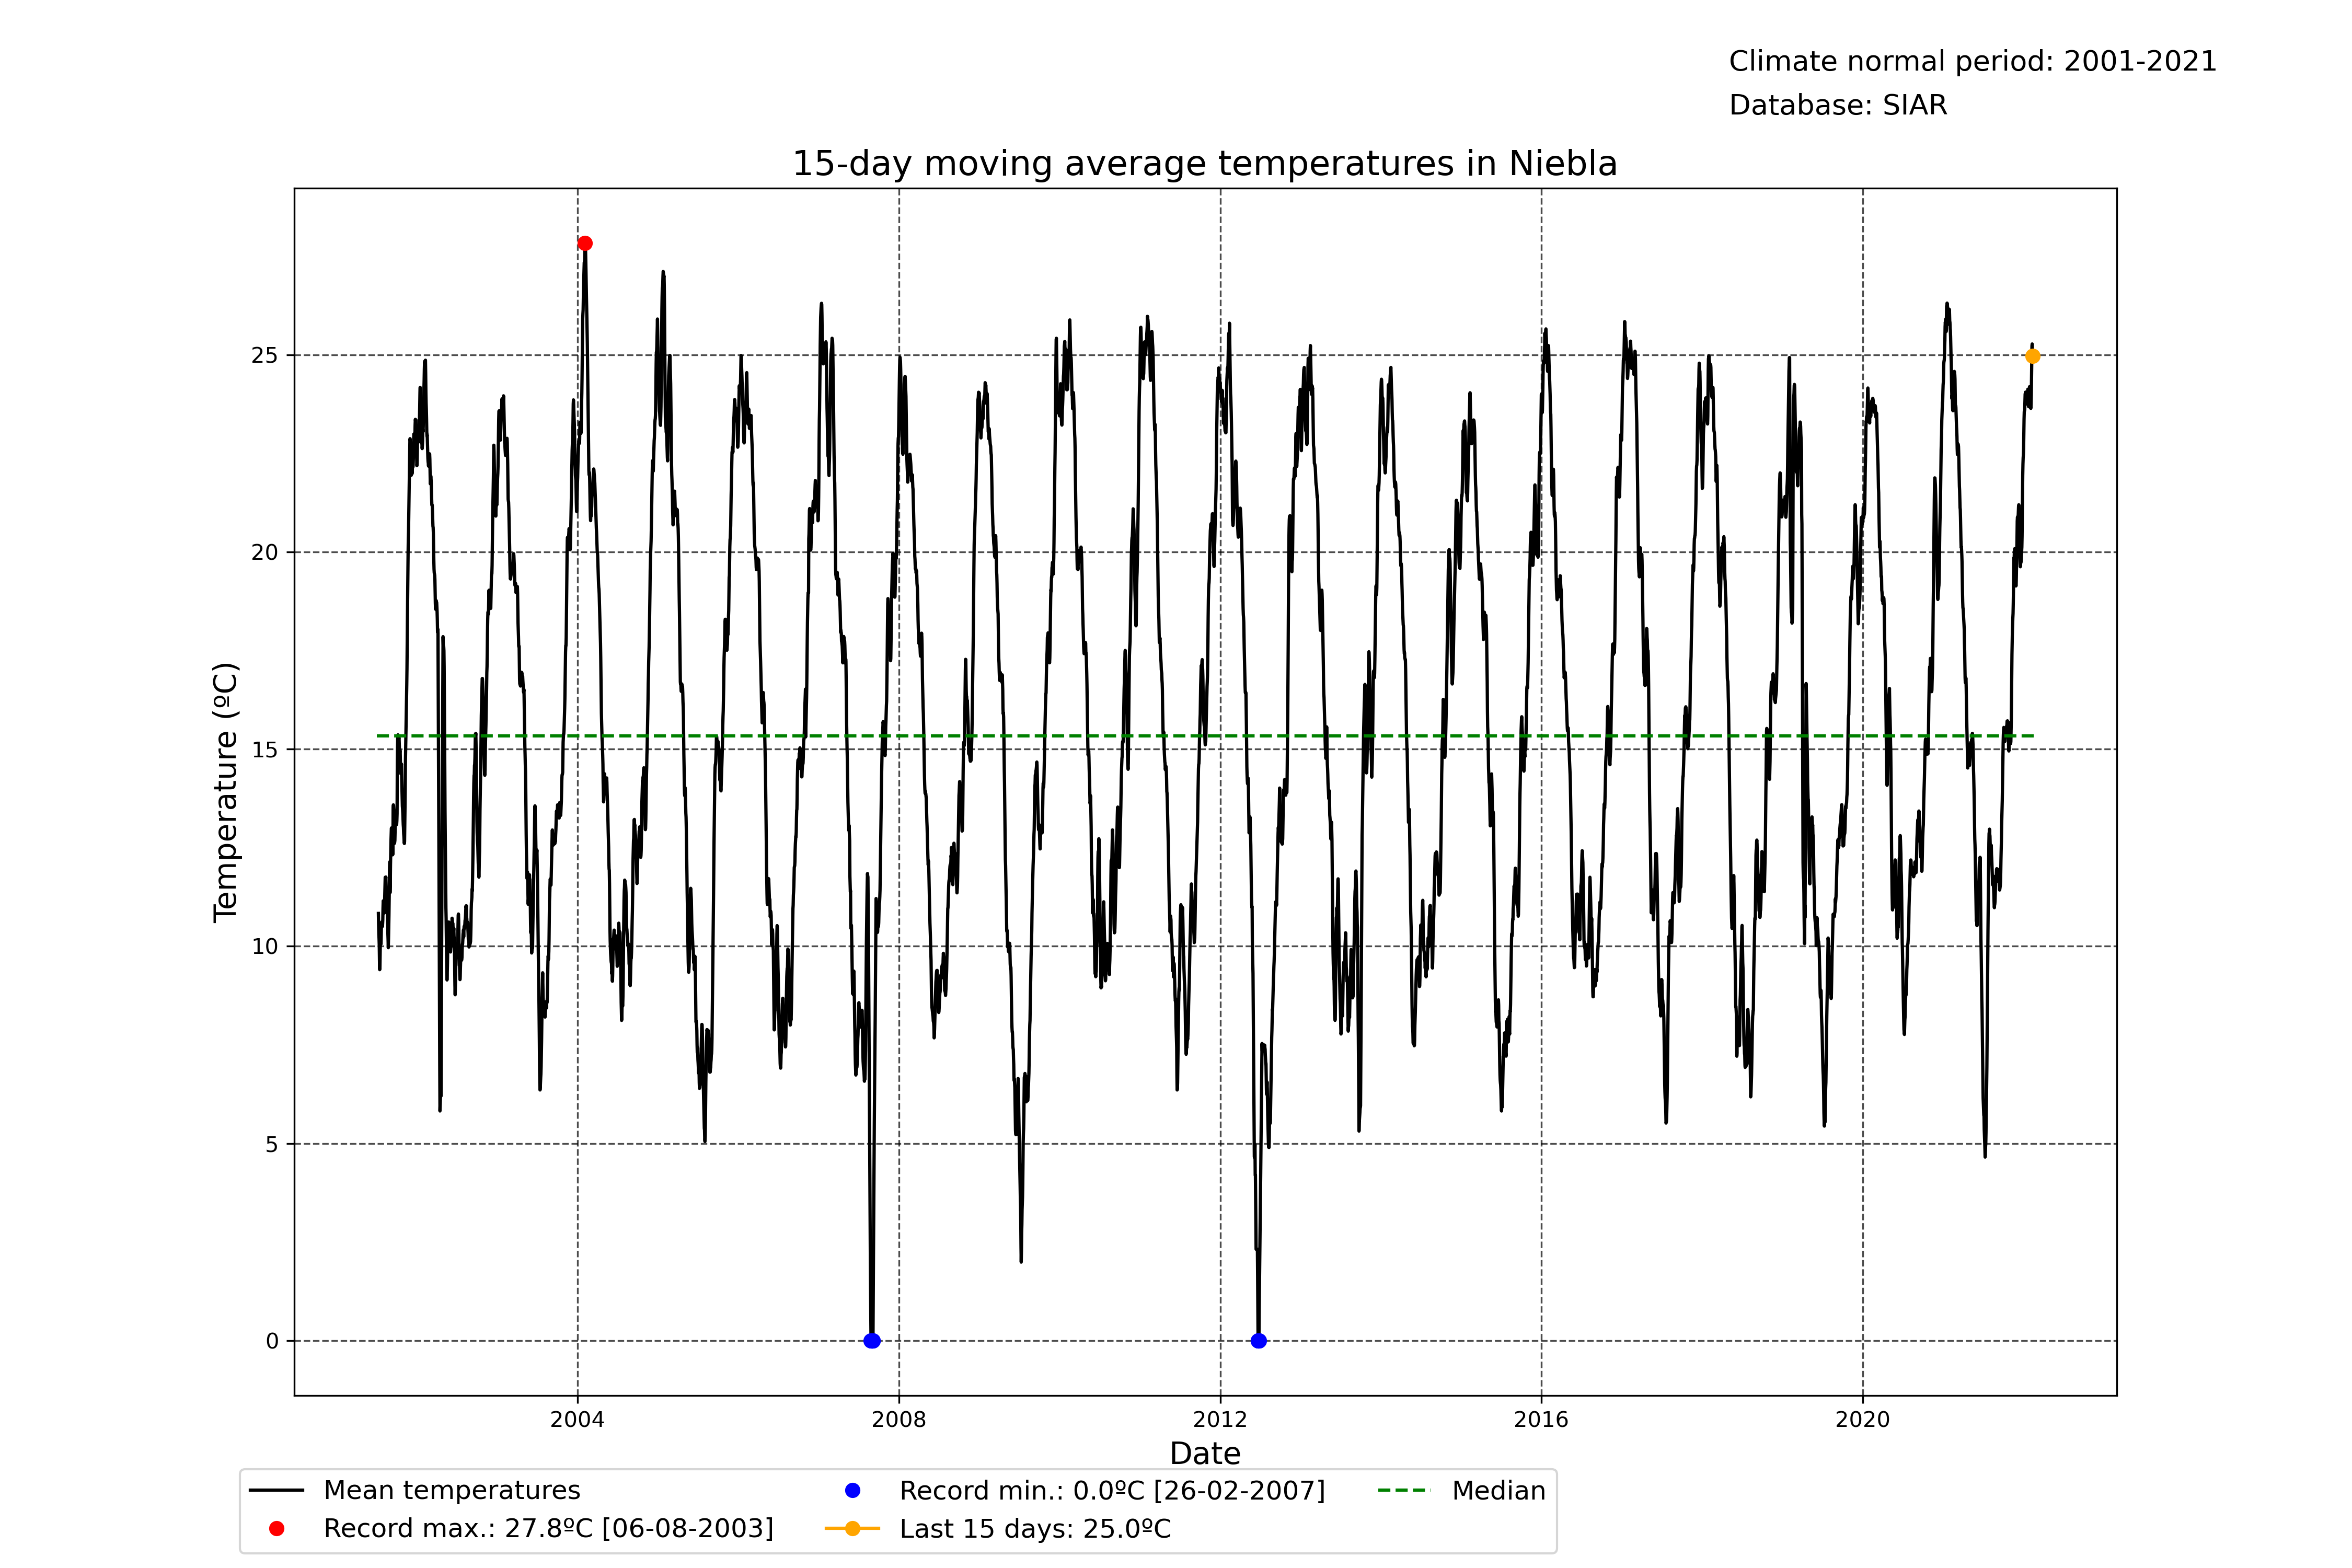 Climate normal period: 2001-2021
Database: SIAR
15-day moving average temperatures in Niebla
25
20
15
10
5
0
Temperature (ºC)
2004 2008 2012 2016 2020
Date
Mean temperatures
Record max.: 27.8ºC [06-08-2003]
Record min.: 0.0ºC [26-02-2007]
Last 15 days: 25.0ºC
Median